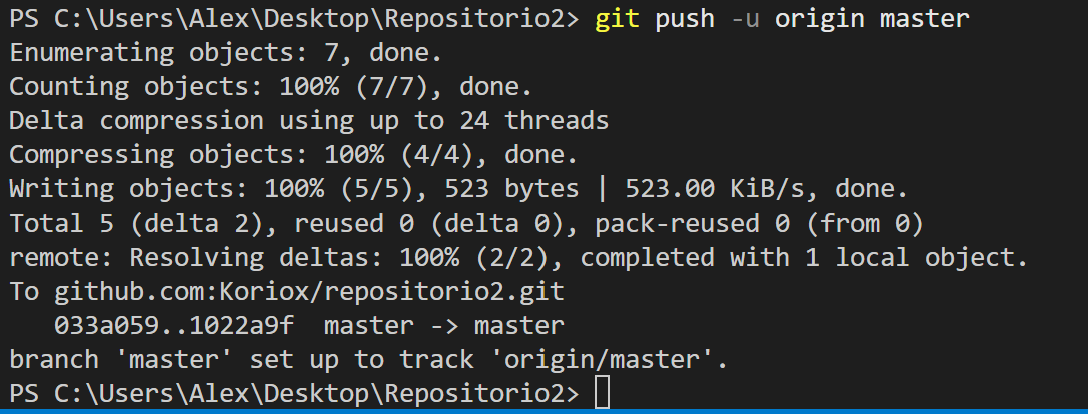 PS C:\Users\Alex\Desktop\Repositorio2> git push -u origin master
Enumerating objects: 7, done.
Counting objects: 100% (7/7), done.
Delta compression using up to 24 threads
Compressing objects: 100% (4/4), done.
Writing objects: 100% (5/5), 523 bytes | 523.00 KiB/s, done.
Total 5 (delta 2), reused 0 (delta 0), pack-reused 0 (from 0)
remote: Resolving deltas: 100% (2/2), completed with 1 local object.
To github.com:Koriox/repositorio2.git
   033a059..1022a9f  master -> master
branch 'master' set up to track 'origin/master'.
PS C:\Users\Alex\Desktop\Repositorio2>